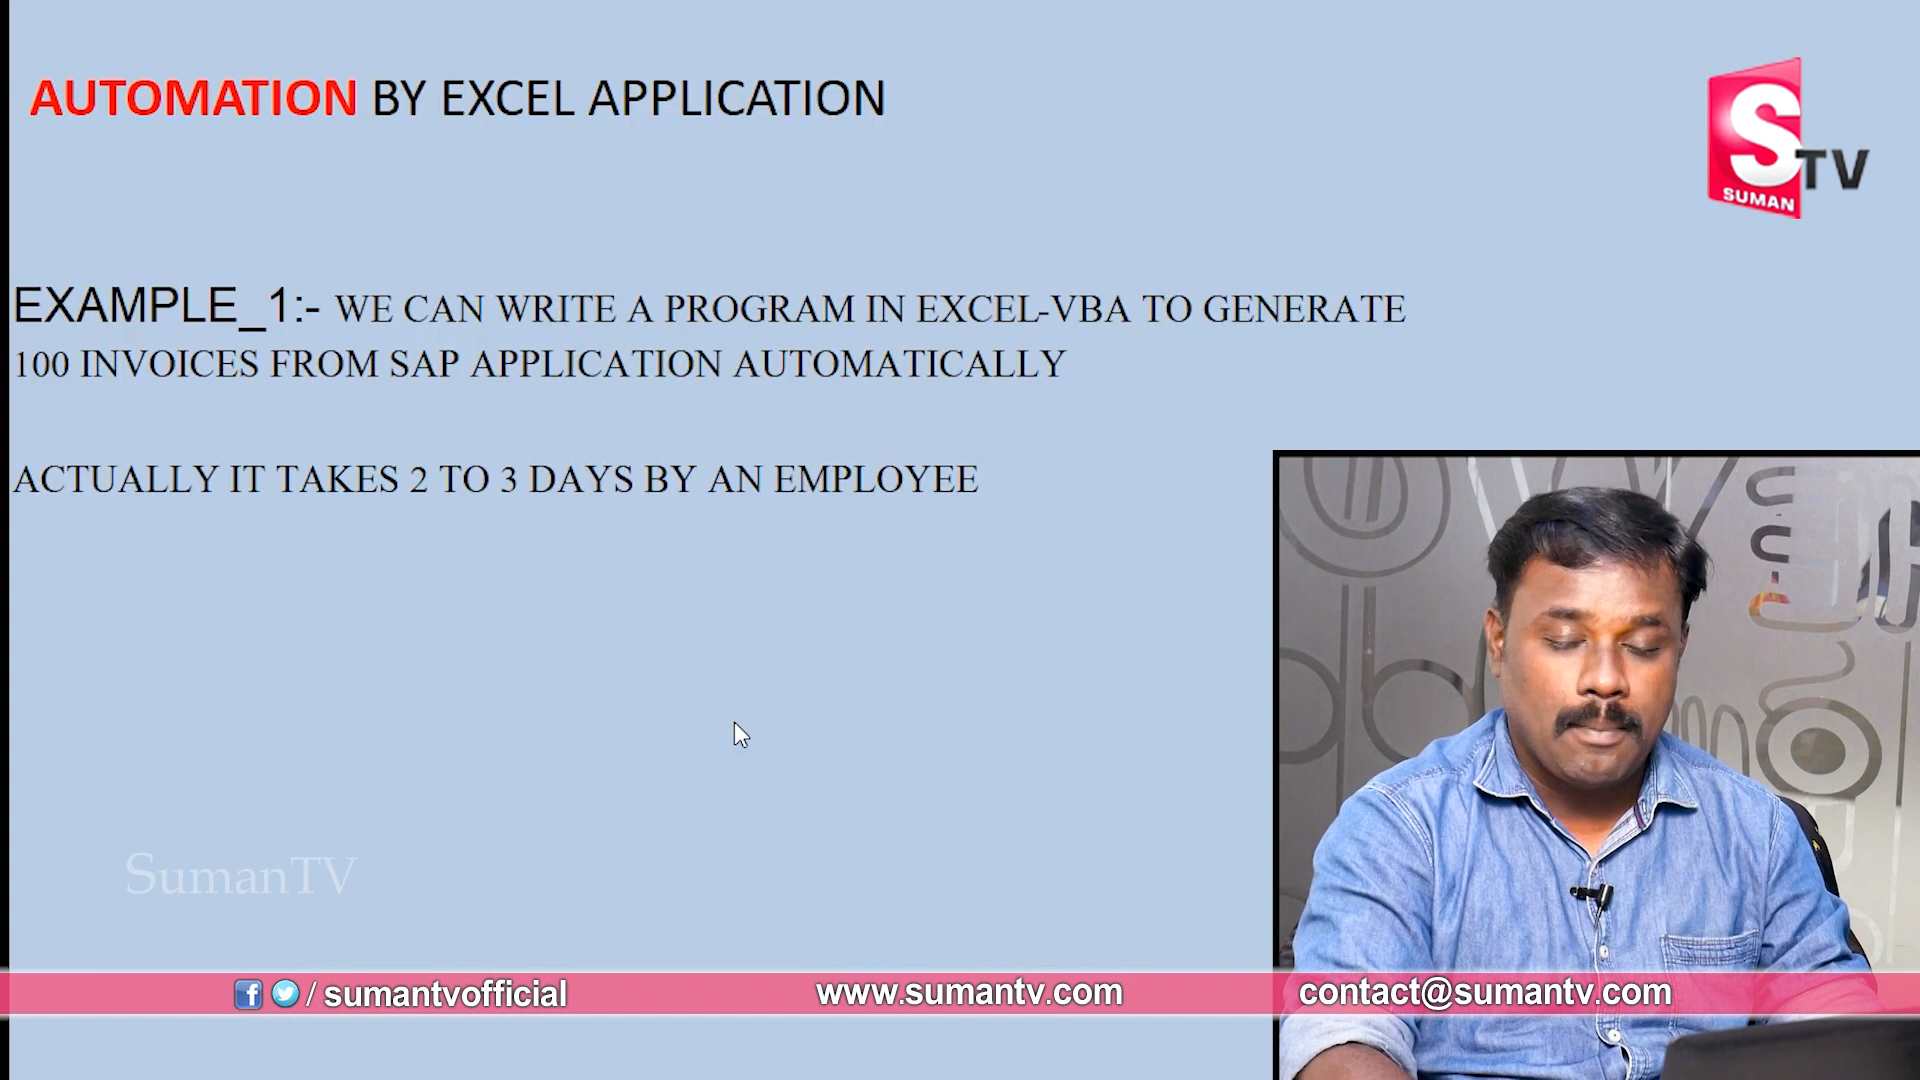 AUTOMATION BY EXCEL APPLICATION
S
TV
SUMAN
EXAMPLE_1:- WE CAN WRITE A PROGRAM IN EXCEL-VBA TO GENERATE
100 INVOICES FROM SAP APPLICATION AUTOMATICALLY
ACTUALLY IT TAKES 2 TO 3 DAYS BY AN EMPLOYEE
SumanTV
f / sumantvofficial
www.sumantv.com
contact@sumantv.com